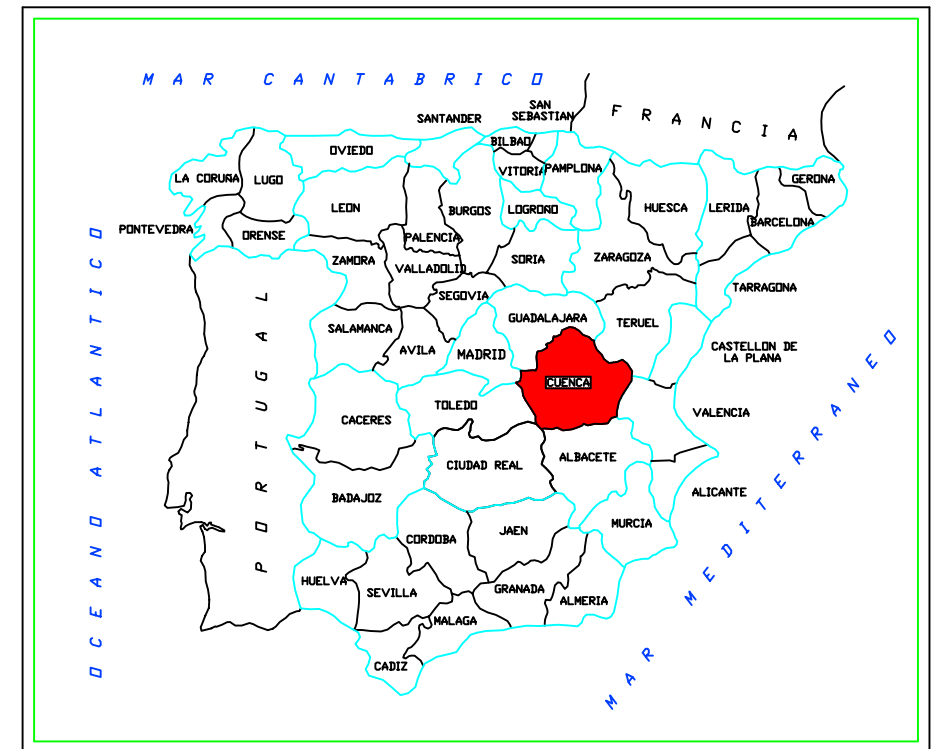 MAR CANTABRICO
FRANCIA
SAN
SEBASTIAN
SANTANDER
BILBAO
OVIEDO
LA CORUÑA
LUGO
VITORIA
PAMPLONA
GERONA
LEON
BURGOS
LOGROÑO
HUESCA
LERIDA
BARCELONA
PONTEVEDRA
ORENSE
PALENCIA
ZAMORA
VALLADOLID
SORIA
ZARAGOZA
TARRAGONA
SEGOVIA
SALAMANCA
GUADALAJARA
TERUEL
AVILA
MADRID
CASTELLON DE
LA PLANA
CUENCA
CACERES
TOLEDO
VALENCIA
CIUDAD REAL
ALBACETE
BADAJOZ
ALICANTE
CORDOBA
JAEN
MURCIA
HUELVA
SEVILLA
GRANADA
ALMERIA
MALAGA
CADIZ
PORTUGAL
OCEANO ATLANTICO
MAR MEDITERRANEO